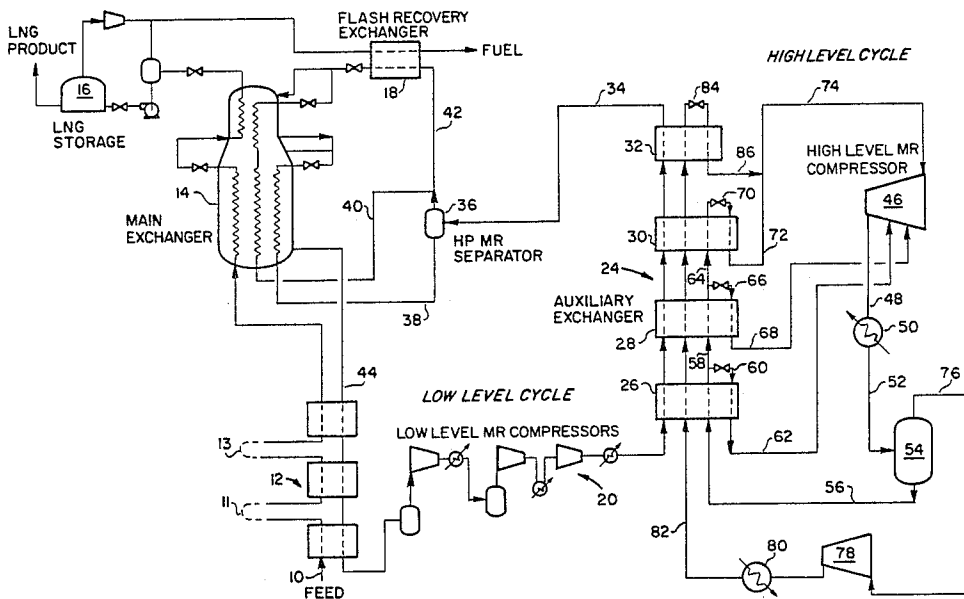 FLASH RECOVERY
EXCHANGER
18
FUEL
LNG
PRODUCT
16
LNG
STORAGE
42
34
HIGH LEVEL CYCLE
84
74
32
86
HIGH LEVEL MR
COMPRESSOR
46
14
40
36
70
MAIN
EXCHANGER
HP MR
SEPARATOR
30
72
24
64
66
38
AUXILIARY
EXCHANGER
48
50
28
68
58
60
52
76
44
26
LOW LEVEL CYCLE
62
54
LOW LEVEL MR COMPRESSORS
13
12
20
56
11
82
80
78
10
FEED